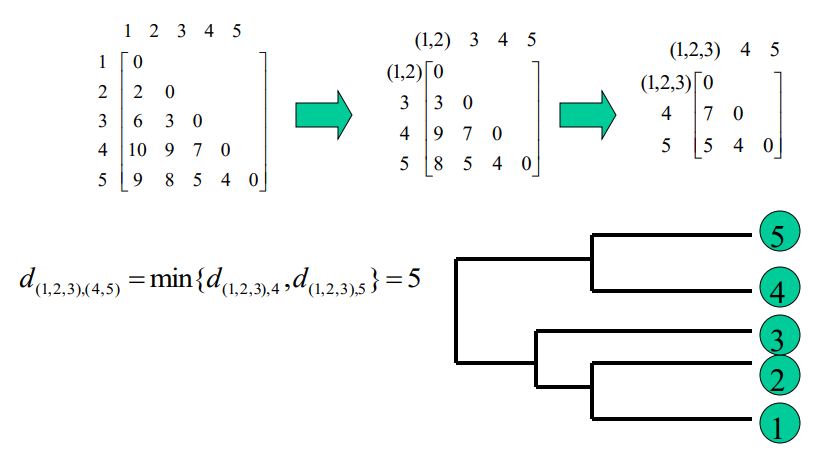 1 2 3 4 5
1 0
2 2 0
3 6 3 0
4 10 9 7 0
5 9 8 5 4 0
(1,2) 3 4 5
(1,2) 0
3 3 0
4 9 7 0
5 8 5 4 0
(1,2,3) 4 5
(1,2,3) 0
4 7 0
5 5 4 0
d(1,2,3),(4,5) = min{d(1,2,3),4 ,d(1,2,3),5 } = 5
5
4
3
2
1